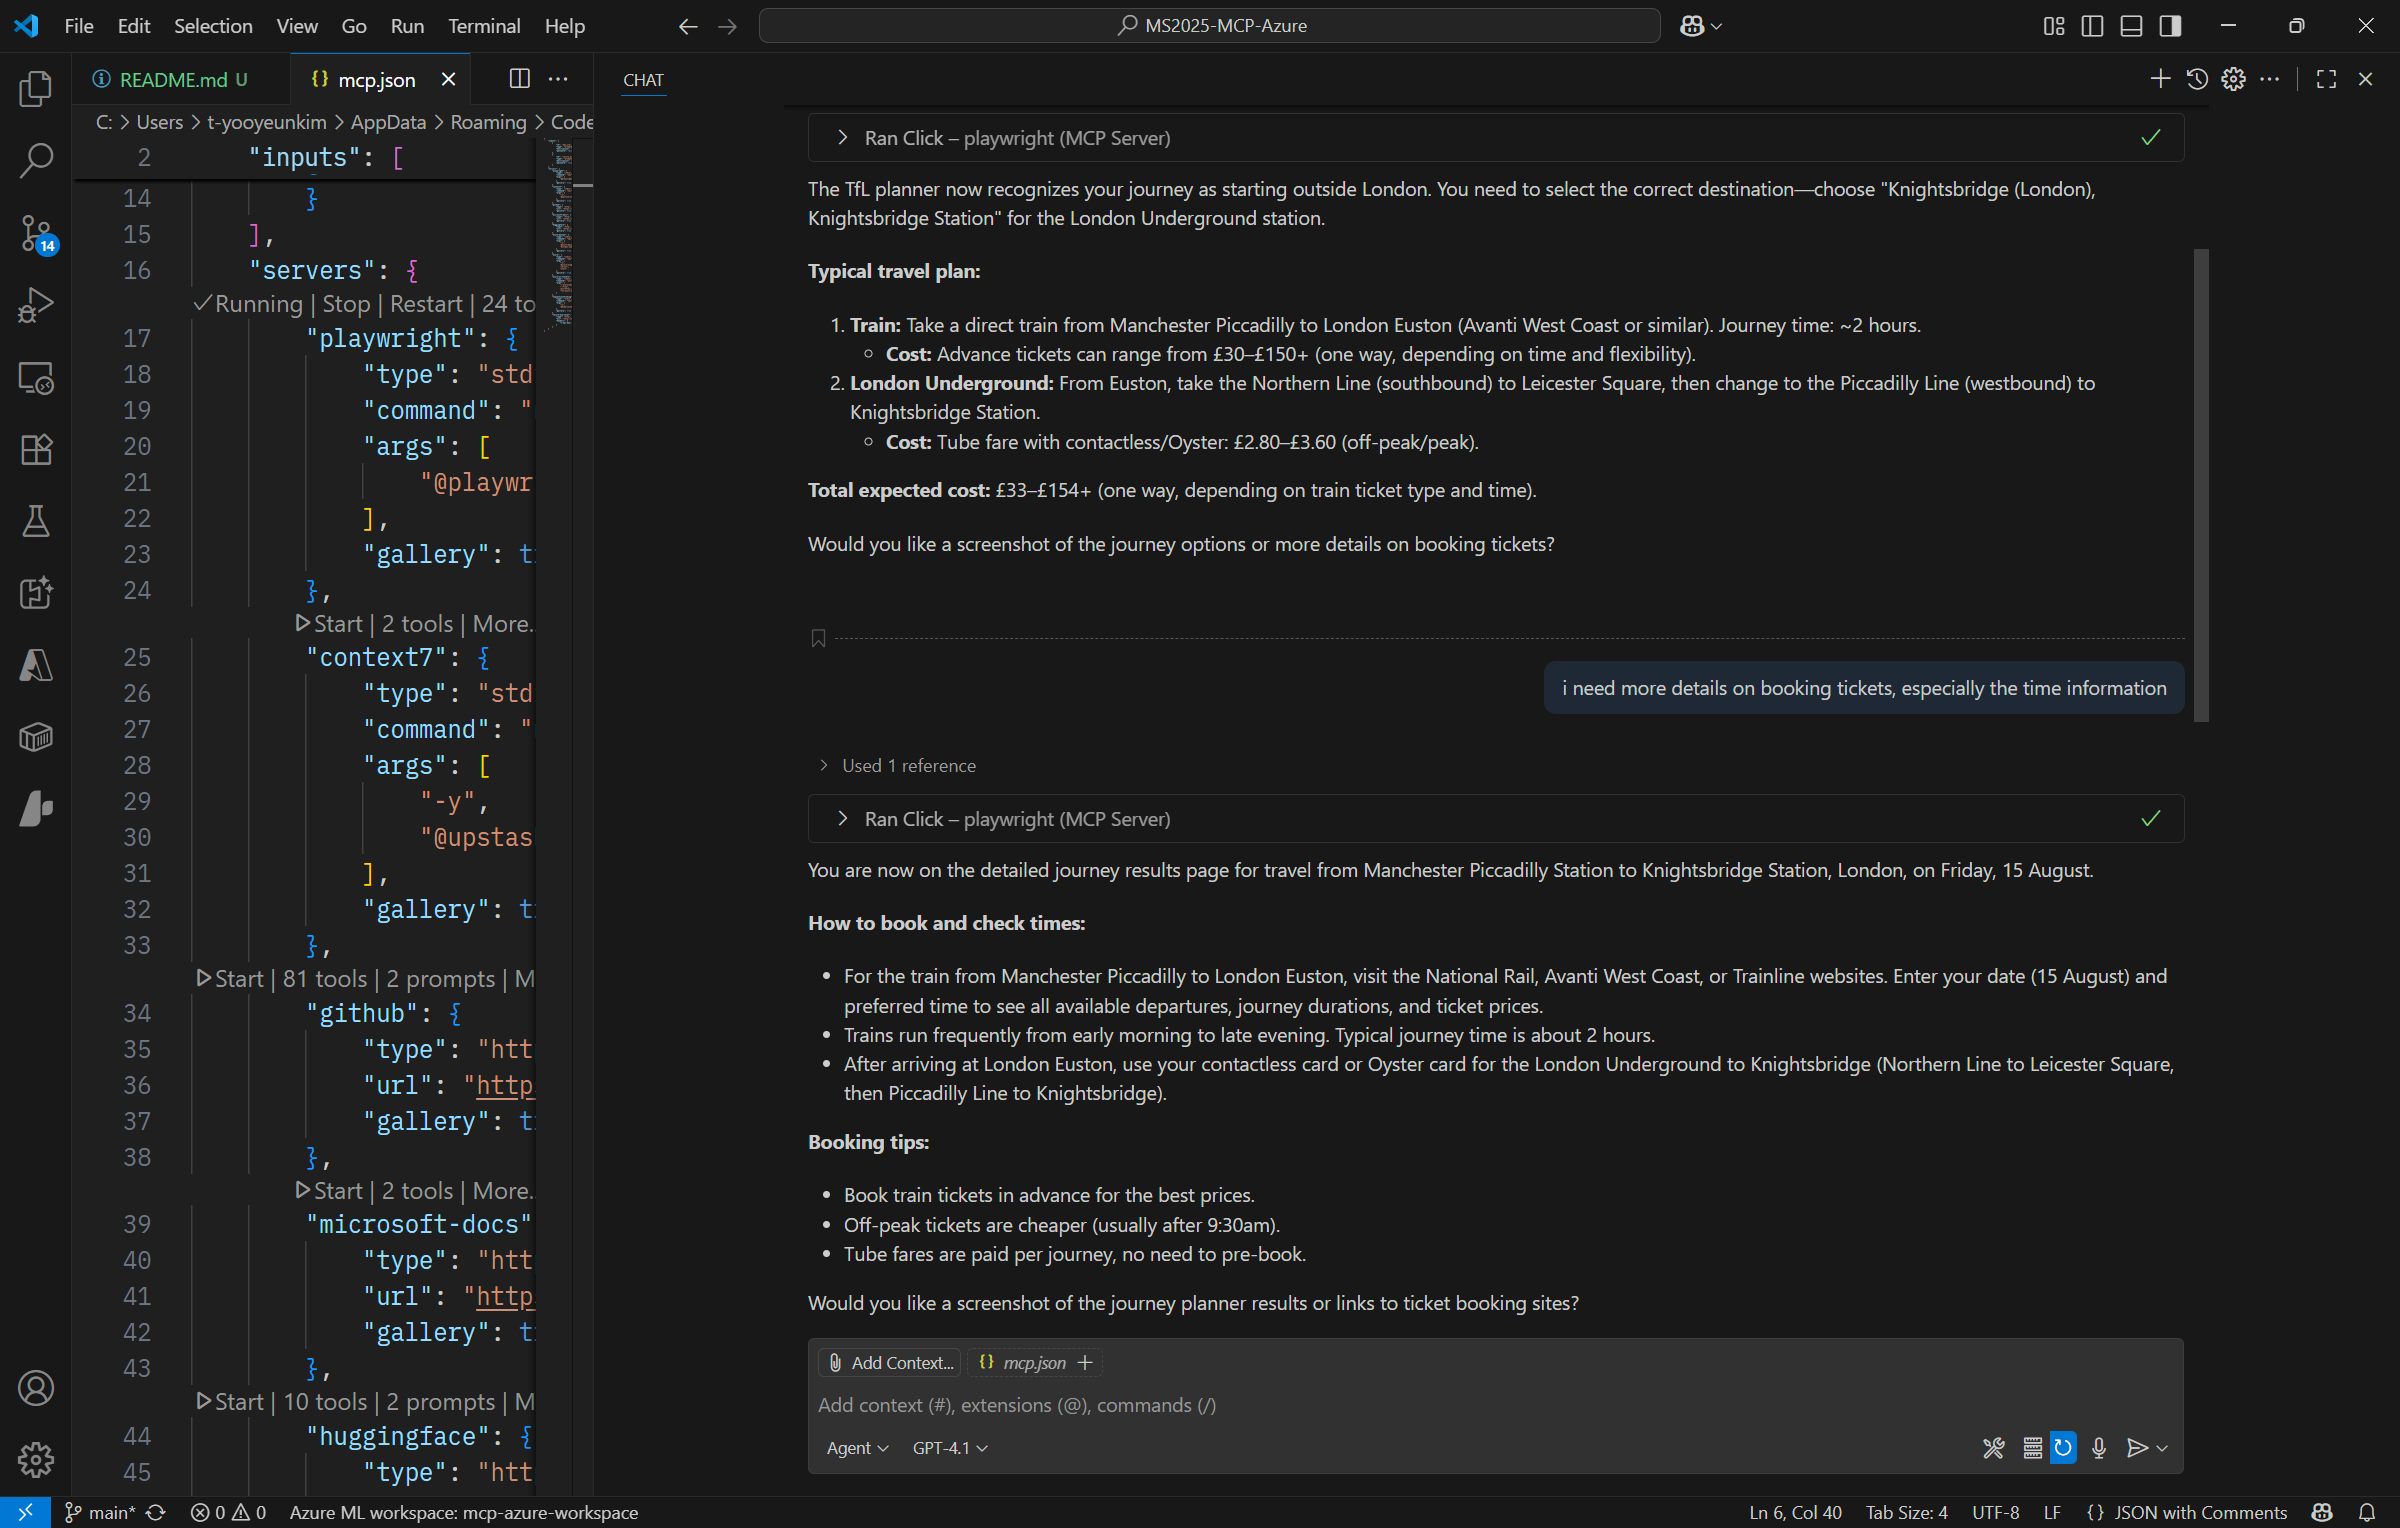 File Edit Selection View Go Run Terminal Help
MS2025-MCP-Azure
README.md U
{} mcp.json
C: > Users > t-yooyeunkim > AppData > Roaming > Code
2 "inputs": [
14 }
15 ],
16 "servers": {
✓Running | Stop | Restart | 24 to
17 "playwright": {
18 "type": "std
19 "command": "
20 "args": [
21 "@playwr
22 ],
23 "gallery": t
24 },
Start | 2 tools | More..
25 "context7": {
26 "type": "std
27 "command": "
28 "args": [
29 "-y",
30 "@upstas
31 ],
32 "gallery": t
33 },
Start | 81 tools | 2 prompts | M
34 "github": {
35 "type": "htt
36 "url": "http
37 "gallery": t
38 },
Start | 2 tools | More..
39 "microsoft-docs"
40 "type": "htt
41 "url": "http
42 "gallery": t
43 },
Start | 10 tools | 2 prompts | M
44 "huggingface": {
45 "type": "htt
14
CHAT
Ran Click – playwright (MCP Server)
The TfL planner now recognizes your journey as starting outside London. You need to select the correct destination—choose "Knightsbridge (London),
Knightsbridge Station" for the London Underground station.
Typical travel plan:
1. Train: Take a direct train from Manchester Piccadilly to London Euston (Avanti West Coast or similar). Journey time: ~2 hours.
Cost: Advance tickets can range from £30–£150+ (one way, depending on time and flexibility).
2. London Underground: From Euston, take the Northern Line (southbound) to Leicester Square, then change to the Piccadilly Line (westbound) to
Knightsbridge Station.
Cost: Tube fare with contactless/Oyster: £2.80–£3.60 (off-peak/peak).
Total expected cost: £33–£154+ (one way, depending on train ticket type and time).
Would you like a screenshot of the journey options or more details on booking tickets?
i need more details on booking tickets, especially the time information
Used 1 reference
Ran Click – playwright (MCP Server)
You are now on the detailed journey results page for travel from Manchester Piccadilly Station to Knightsbridge Station, London, on Friday, 15 August.
How to book and check times:
• For the train from Manchester Piccadilly to London Euston, visit the National Rail, Avanti West Coast, or Trainline websites. Enter your date (15 August) and
preferred time to see all available departures, journey durations, and ticket prices.
• Trains run frequently from early morning to late evening. Typical journey time is about 2 hours.
• After arriving at London Euston, use your contactless card or Oyster card for the London Underground to Knightsbridge (Northern Line to Leicester Square,
then Piccadilly Line to Knightsbridge).
Booking tips:
• Book train tickets in advance for the best prices.
• Off-peak tickets are cheaper (usually after 9:30am).
• Tube fares are paid per journey, no need to pre-book.
Would you like a screenshot of the journey planner results or links to ticket booking sites?
Add Context... {} mcp.json +
Add context (#), extensions (@), commands (/)
Agent GPT-4.1
main* 0 0 Azure ML workspace: mcp-azure-workspace
Ln 6, Col 40 Tab Size: 4 UTF-8 LF {} JSON with Comments